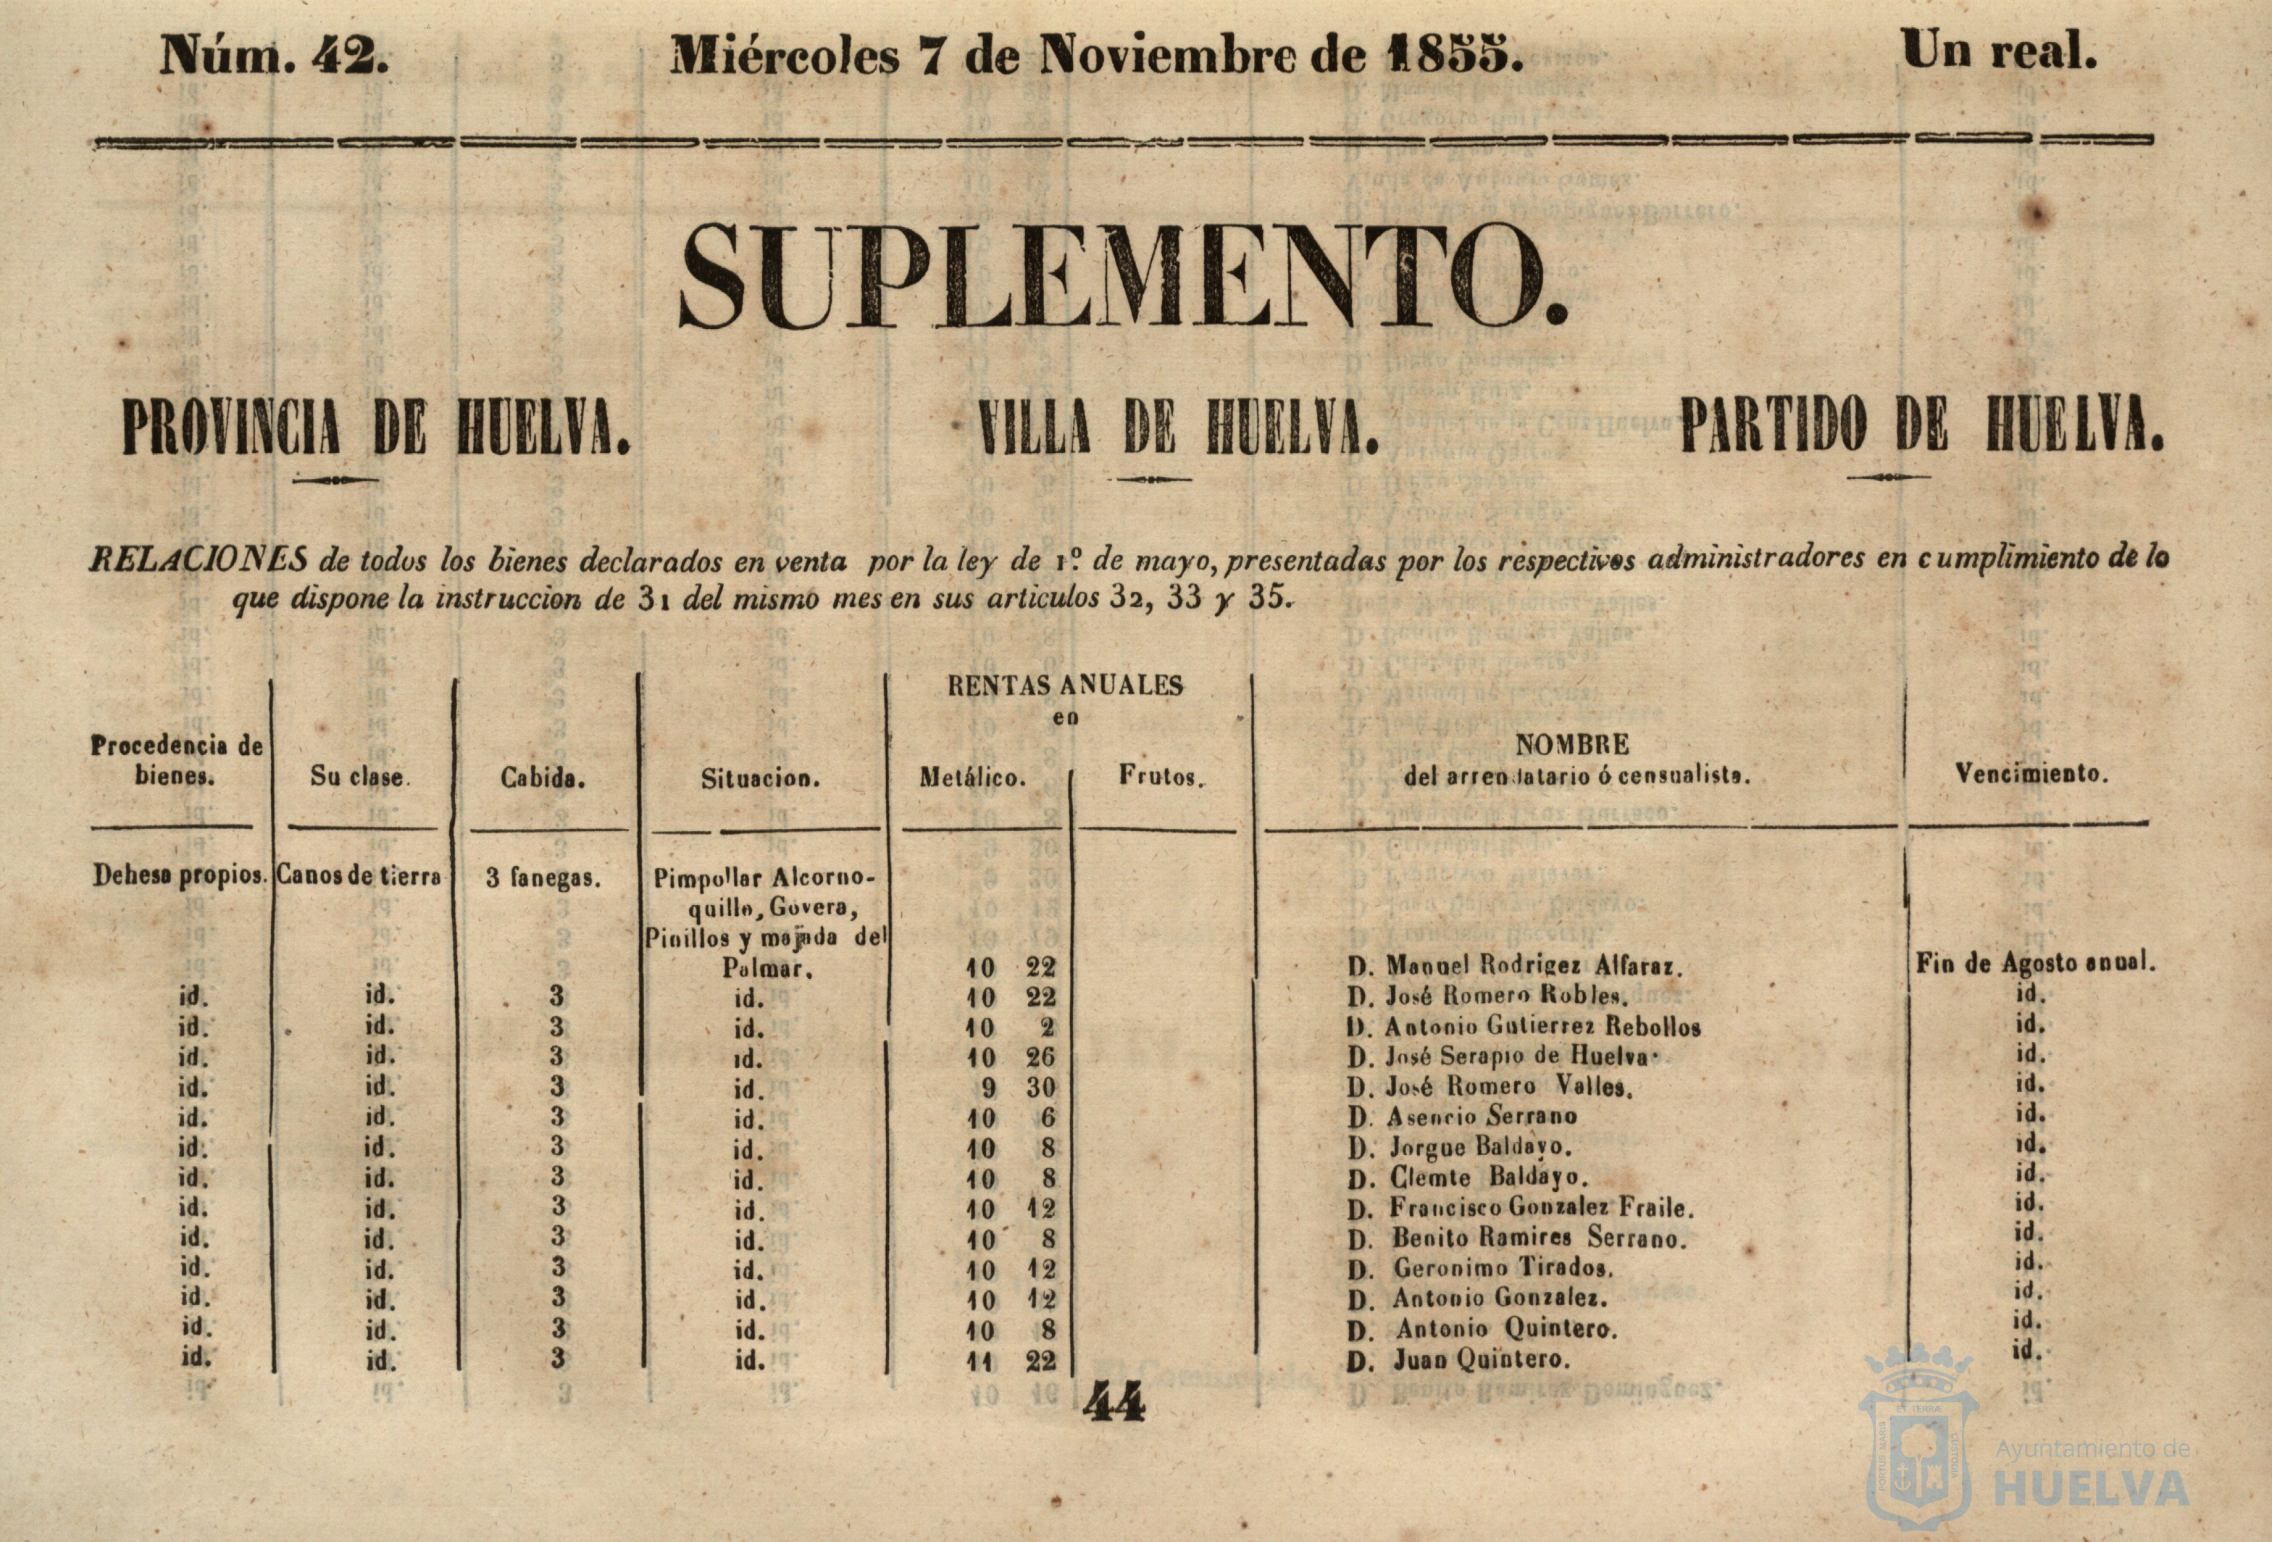 Núm. 42. Miércoles 7 de Noviembre de 1855. Un real.
SUPLEMENTO.
PROVINCIA DE HUELVA. VILLA DE HUELVA. PARTIDO DE HUELVA.
RELACIONES de todos los bienes declarados en venta por la ley de 1º. de mayo, presentadas por los respectivos administradores en cumplimiento de lo
que dispone la instruccion de 31 del mismo mes en sus articulos 32, 33 y 35.
RENTAS ANUALES
en
Procedencia de bienes. Su clase. Cabida. Situacion. Metálico. Frutos. NOMBRE del arrendatario ó censualista. Vencimiento.
Dehesa propios. Canos de tierra 3 fanegas. Pimpollar Alcorno-
quillo, Govera,
Pinillos y majada del
Palmar. 10 22 D. Manuel Rodrigez Alfaraz. Fin de Agosto anual.
id. id. 3 id. 10 22 D. José Romero Robles. id.
id. id. 3 id. 10 2 D. Antonio Gutierrez Rebollos id.
id. id. 3 id. 10 26 D. José Serapio de Huelva. id.
id. id. 3 id. 9 30 D. José Romero Valles. id.
id. id. 3 id. 10 6 D. Asencio Serrano id.
id. id. 3 id. 10 8 D. Jorgue Baldayo. id.
id. id. 3 id. 10 8 D. Clemte Baldayo. id.
id. id. 3 id. 10 12 D. Francisco Gonzalez Fraile. id.
id. id. 3 id. 10 8 D. Benito Ramires Serrano. id.
id. id. 3 id. 10 12 D. Geronimo Tirados. id.
id. id. 3 id. 10 12 D. Antonio Gonzalez. id.
id. id. 3 id. 10 8 D. Antonio Quintero. id.
id. id. 3 id. 11 22 D. Juan Quintero. id.
44
PORTUS MARIS ET TERRÆ CUSTODIA
Ayuntamiento de
HUELVA